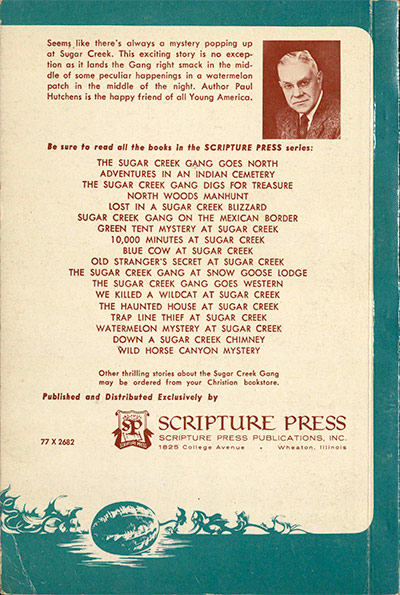 Seems like there's always a mystery popping up
at Sugar Creek. This exciting story is no excep-
tion as it lands the Gang right smack in the mid-
dle of some peculiar happenings in a watermelon
patch in the middle of the night. Author Paul
Hutchens is the happy friend of all Young America.
Be sure to read all the books in the SCRIPTURE PRESS series:
THE SUGAR CREEK GANG GOES NORTH
ADVENTURES IN AN INDIAN CEMETERY
THE SUGAR CREEK GANG DIGS FOR TREASURE
NORTH WOODS MANHUNT
LOST IN A SUGAR CREEK BLIZZARD
SUGAR CREEK GANG ON THE MEXICAN BORDER
GREEN TENT MYSTERY AT SUGAR CREEK
10,000 MINUTES AT SUGAR CREEK
BLUE COW AT SUGAR CREEK
OLD STRANGER'S SECRET AT SUGAR CREEK
THE SUGAR CREEK GANG AT SNOW GOOSE LODGE
THE SUGAR CREEK GANG GOES WESTERN
WE KILLED A WILDCAT AT SUGAR CREEK
THE HAUNTED HOUSE AT SUGAR CREEK
TRAP LINE THIEF AT SUGAR CREEK
WATERMELON MYSTERY AT SUGAR CREEK
DOWN A SUGAR CREEK CHIMNEY
WILD HORSE CANYON MYSTERY
Other thrilling stories about the Sugar Creek Gang
may be ordered from your Christian bookstore.
Published and Distributed Exclusively by
SP
SCRIPTURE PRESS
SCRIPTURE PRESS
SCRIPTURE PRESS PUBLICATIONS, INC.
1825 College Avenue • Wheaton, Illinois
77 X 2682